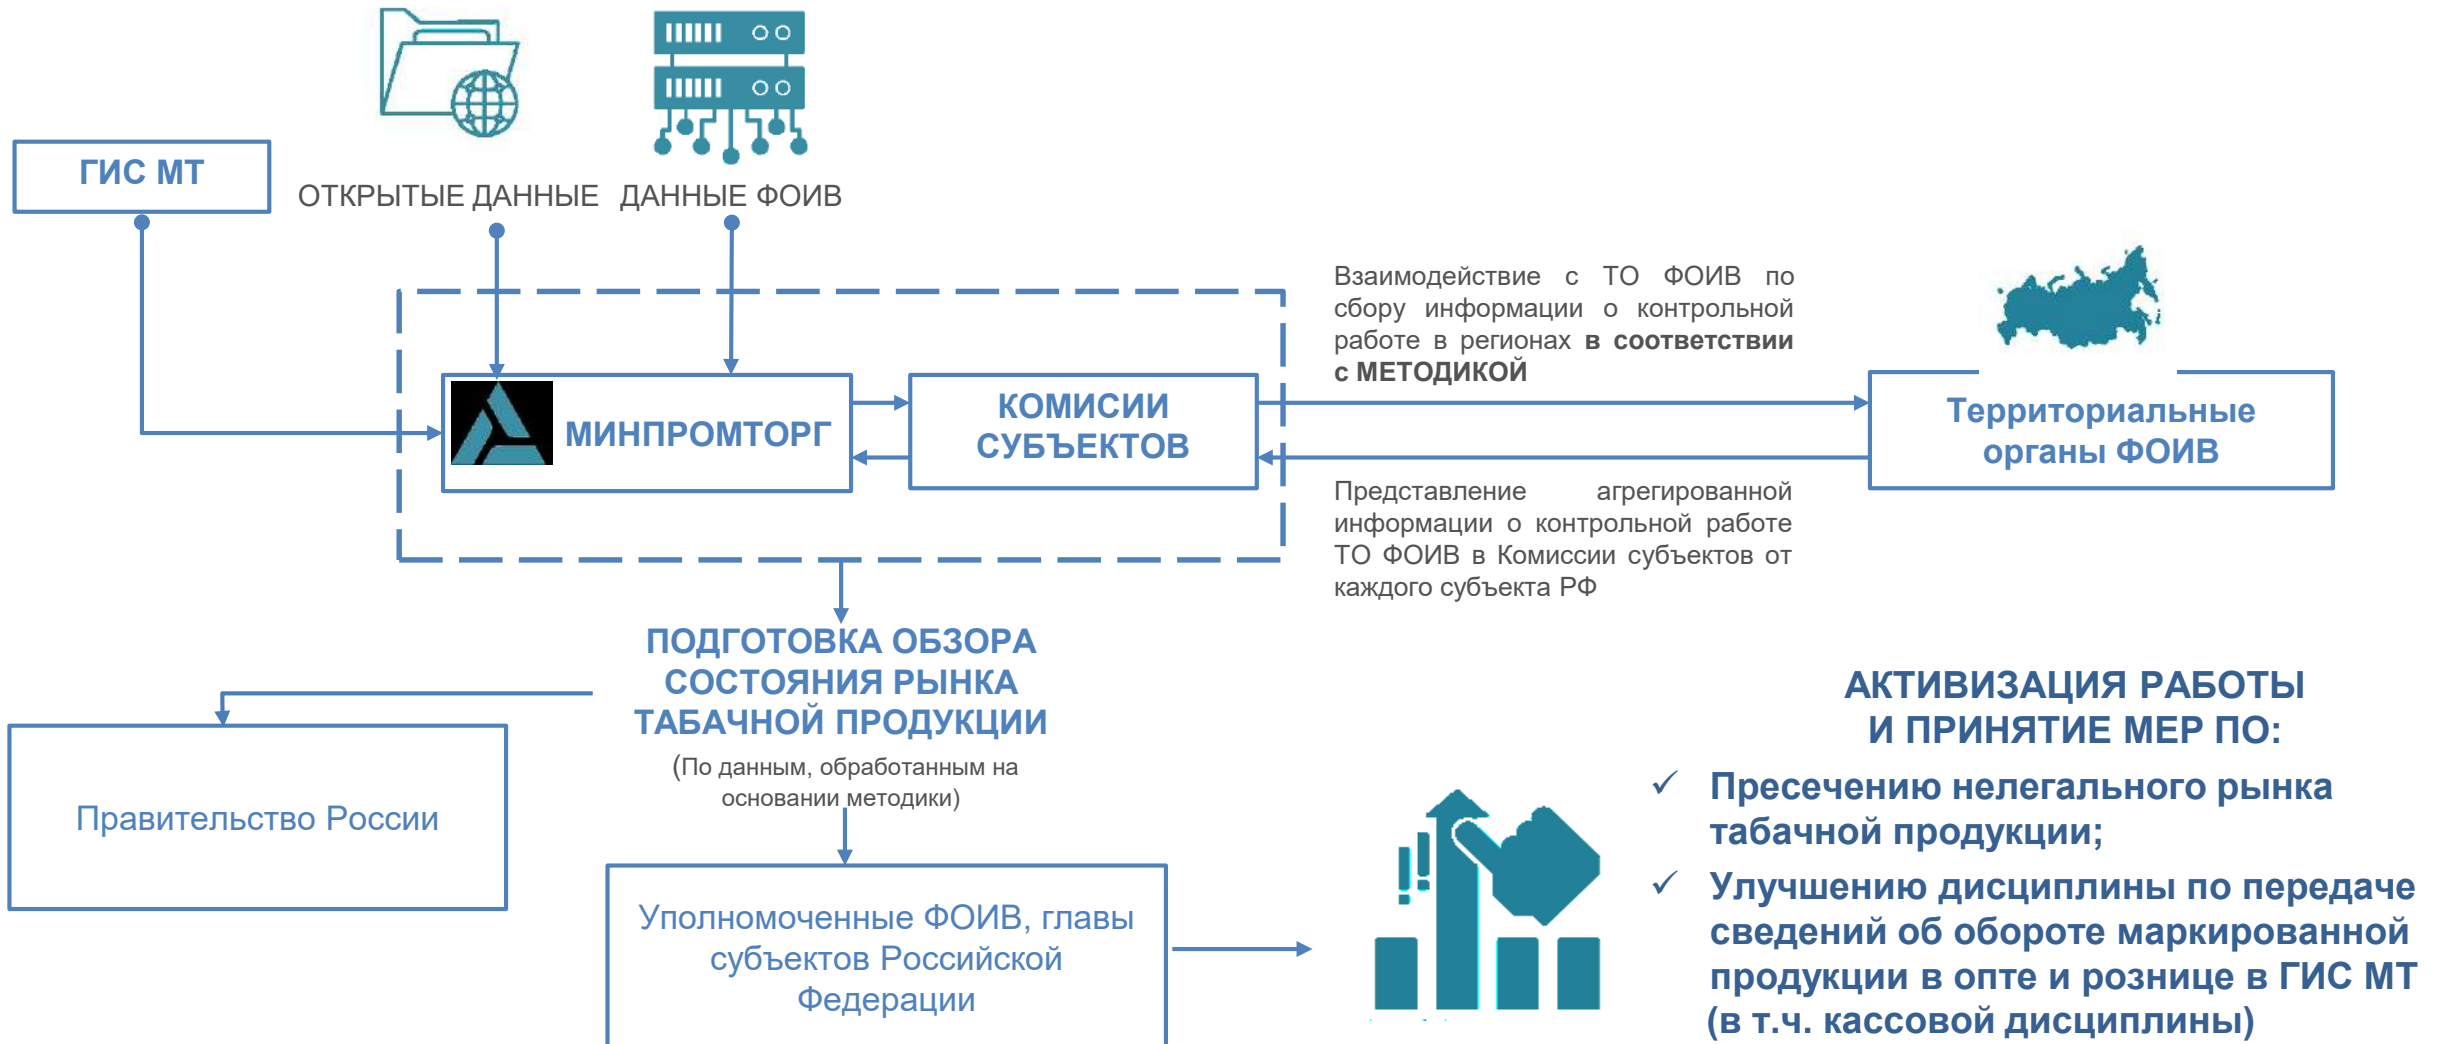 ГИС МТ
ОТКРЫТЫЕ ДАННЫЕ
ДАННЫЕ ФОИВ
МИНПРОМТОРГ
КОМИСИИ
СУБЪЕКТОВ
Взаимодействие с ТО ФОИВ по
сбору информации о контрольной
работе в регионах в соответствии
с МЕТОДИКОЙ
Территориальные
органы ФОИВ
Представление агрегированной
информации о контрольной работе
ТО ФОИВ в Комиссии субъектов от
каждого субъекта РФ
ПОДГОТОВКА ОБЗОРА
СОСТОЯНИЯ РЫНКА
ТАБАЧНОЙ ПРОДУКЦИИ
(По данным, обработанным на
основании методики)
Правительство России
Уполномоченные ФОИВ, главы
субъектов Российской
Федерации
АКТИВИЗАЦИЯ РАБОТЫ
И ПРИНЯТИЕ МЕР ПО:
✓ Пресечению нелегального рынка
табачной продукции;
✓ Улучшению дисциплины по передаче
сведений об обороте маркированной
продукции в опте и рознице в ГИС МТ
(в т.ч. кассовой дисциплины)